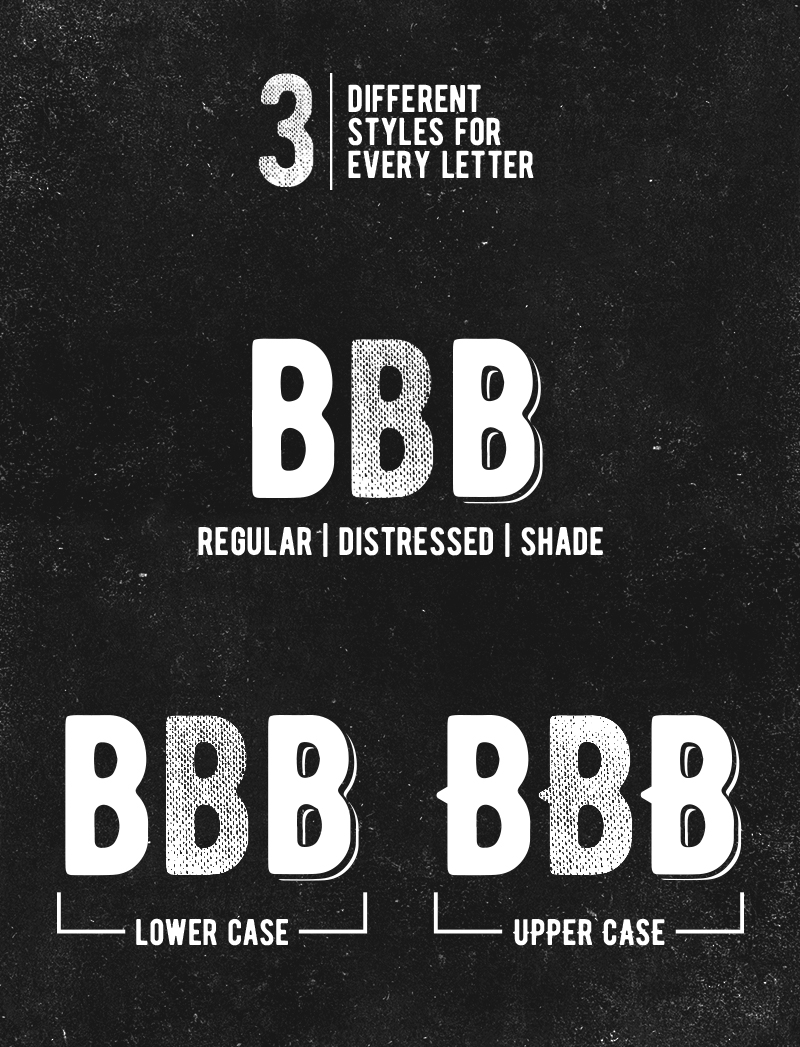 3
DIFFERENT
STYLES FOR
EVERY LETTER
BBB
REGULAR | DISTRESSED | SHADE
BBB BBB
LOWER CASE UPPER CASE